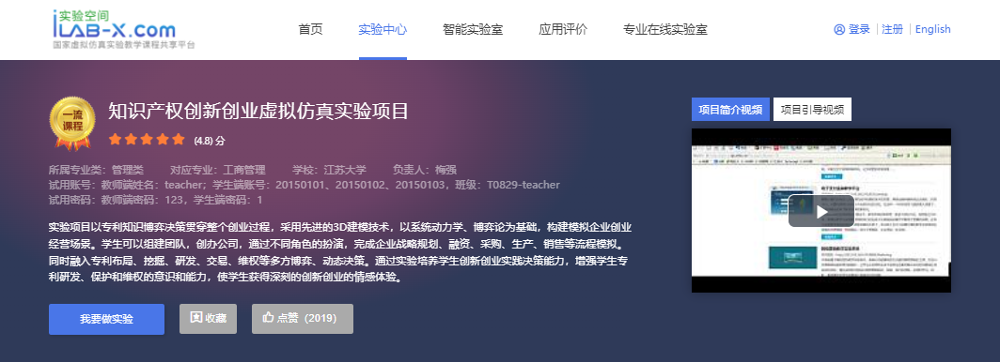 实验空间
iLAB-X.com
国家虚拟仿真实验教学课程共享平台
首页 实验中心 智能实验室 应用评价 专业在线实验室
登录 注册 English
一流
课程
知识产权创新创业虚拟仿真实验项目
(4.8) 分
所属专业类：管理类 对应专业：工商管理 学校：江苏大学 负责人：梅强
试用账号：教师端姓名：teacher；学生端账号：20150101、20150102、20150103，班级：T0829-teacher
试用密码：教师端密码：123，学生端密码：1
实验项目以专利知识博弈决策贯穿整个创业过程，采用先进的3D建模技术，以系统动力学、博弈论为基础，构建模拟企业创业
经营场景。学生可以组建团队，创办公司，通过不同角色的扮演，完成企业战略规划、融资、采购、生产、销售等流程模拟。
同时融入专利布局、挖掘、研发、交易、维权等多方博弈、动态决策。通过实验培养学生创新创业实践决策能力，增强学生专
利研发、保护和维权的意识和能力，使学生获得深刻的创新创业的情感体验。
我要做实验 收藏 点赞（2019）
项目简介视频 项目引导视频